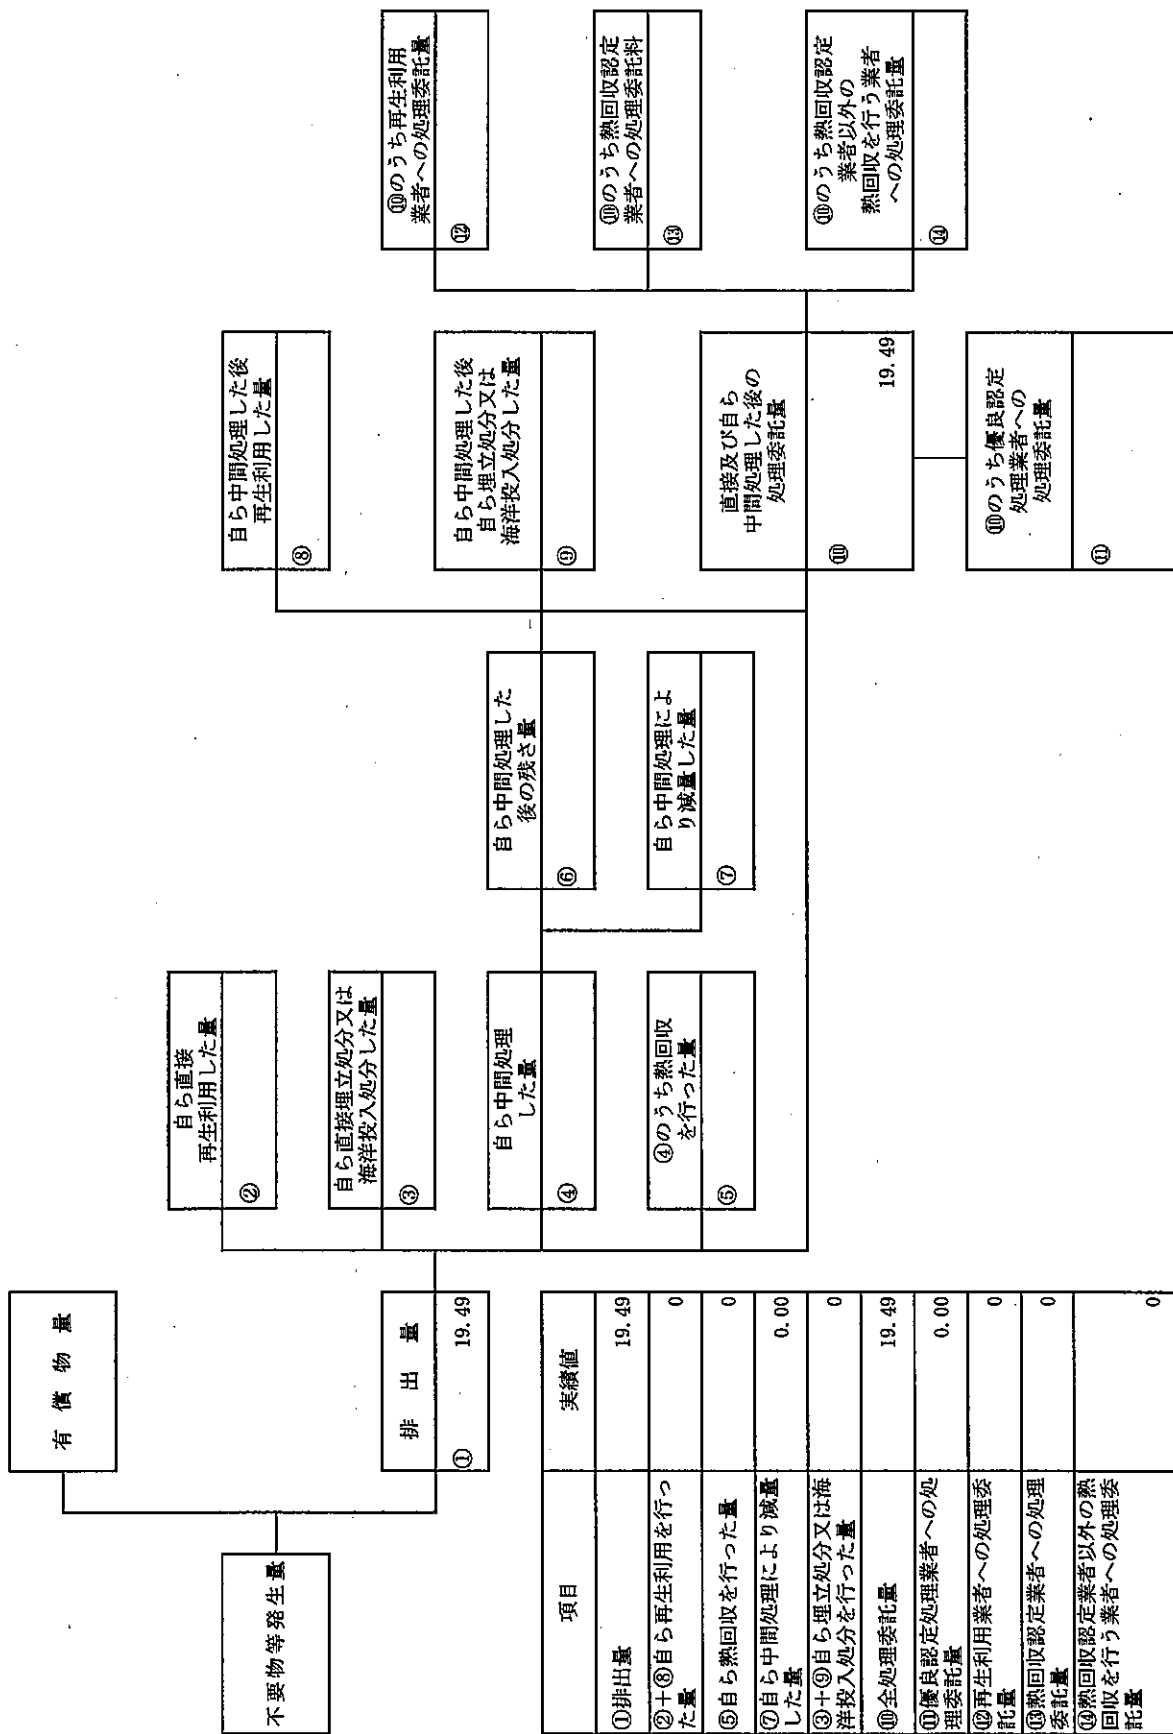 不要物等発生量
有償物量
排出量
① 19.49
自ら直接
再生利用した量
②
自ら直接埋立処分又は
海洋投入処分した量
③
自ら中間処理
した量
④
④のうち熱回収
を行った量
⑤
自ら中間処理した
後の残さ量
⑥
自ら中間処理によ
り減量した量
⑦
自ら中間処理した後
再生利用した量
⑧
自ら中間処理した後
自ら埋立処分又は
海洋投入処分した量
⑨
直接及び自ら
中間処理した後の
処理委託量
⑩ 19.49
⑩のうち優良認定
処理業者への
処理委託量
⑪
⑩のうち再生利用
業者への処理委託量
⑫
⑩のうち熱回収認定
業者への処理委託料
⑬
⑩のうち熱回収認定
業者以外の
熱回収を行う業者
への処理委託量
⑭
項目 実績値
①排出量 19.49
②+⑧自ら再生利用を行っ
た量 0
⑤自ら熱回収を行った量 0
⑦自ら中間処理により減量
した量 0.00
③+⑨自ら埋立処分又は海
洋投入処分を行った量 0
⑩全処理委託量 19.49
⑪優良認定処理業者への処
理委託量 0.00
⑫再生利用業者への処理委
託量 0
⑬熱回収認定業者への処理
委託量 0
⑭熱回収認定業者以外の熱
回収を行う業者への処理委
託量 0